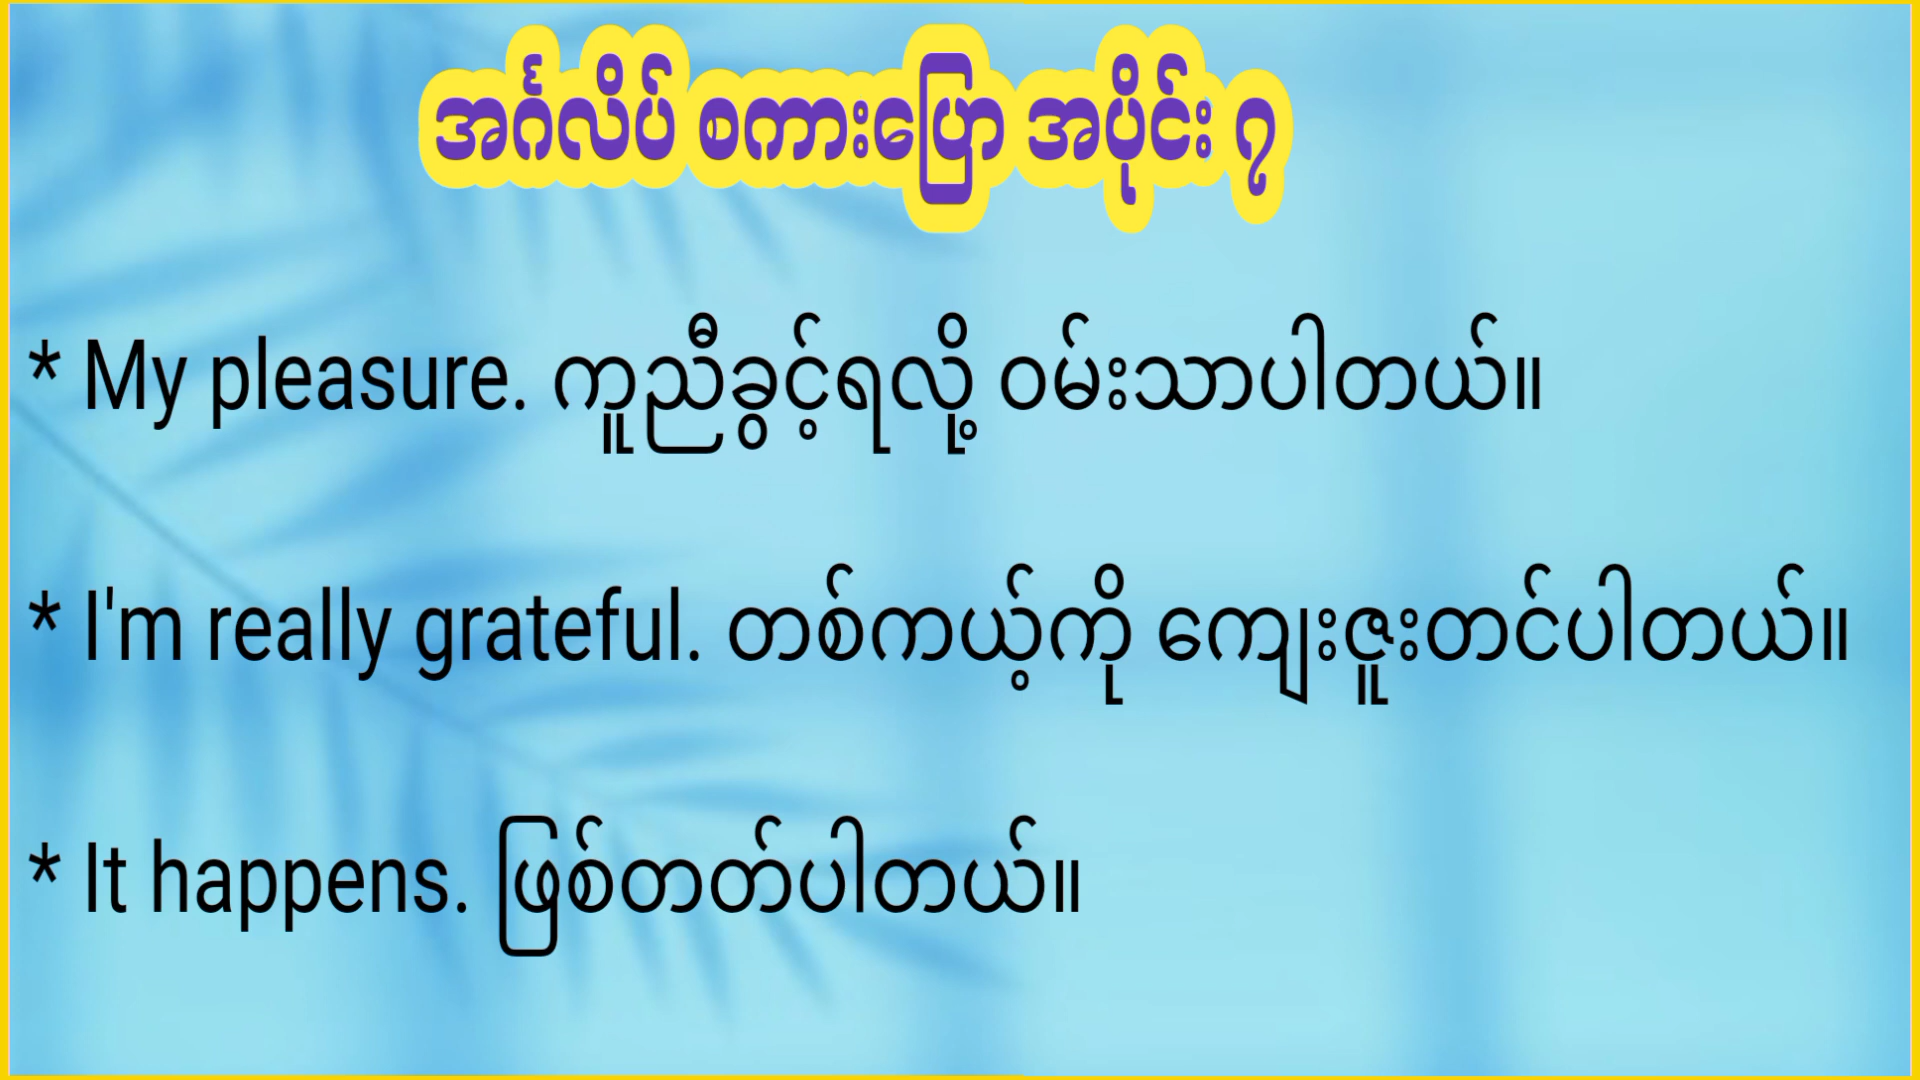 အင်္ဂလိပ် စကားပြော အပိုင်း ၇
* My pleasure. ကူညီခွင့်ရလို့ ဝမ်းသာပါတယ်။
* I'm really grateful. တစ်ကယ့်ကို ကျေးဇူးတင်ပါတယ်။
* It happens. ဖြစ်တတ်ပါတယ်။